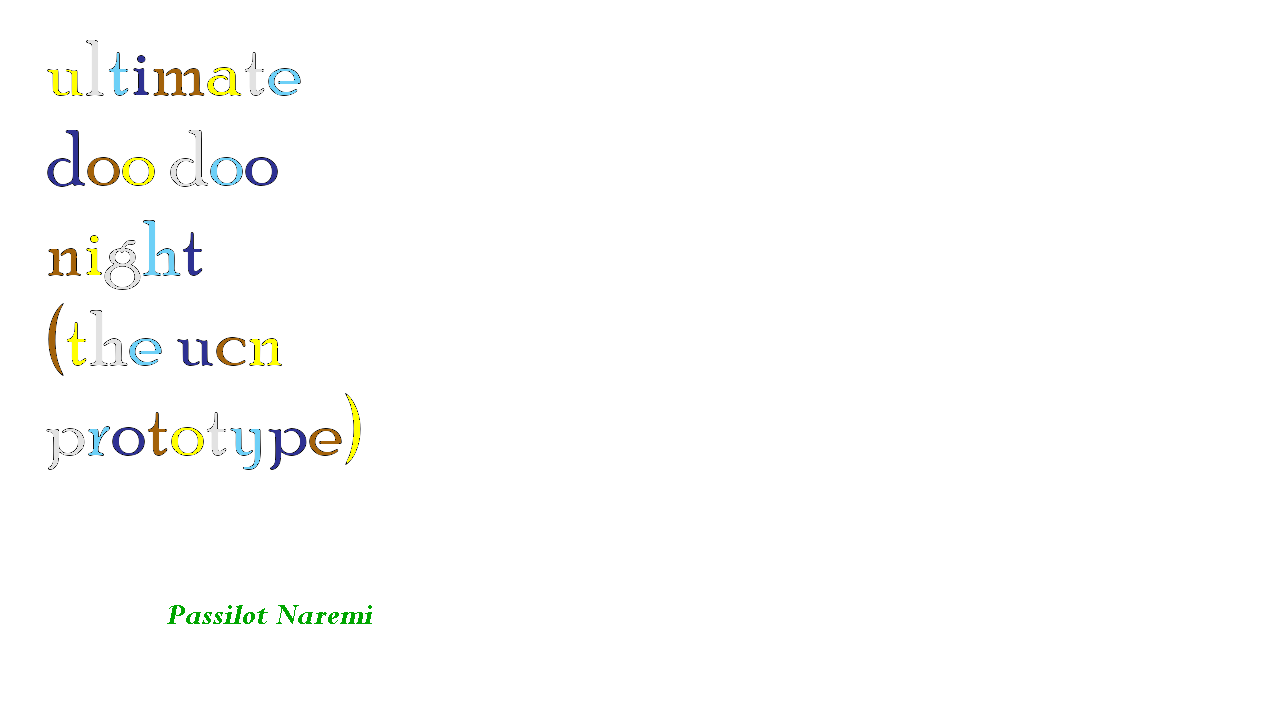 ultimate
doo doo
night
(the ucn
prototype)
Passilot Naremi